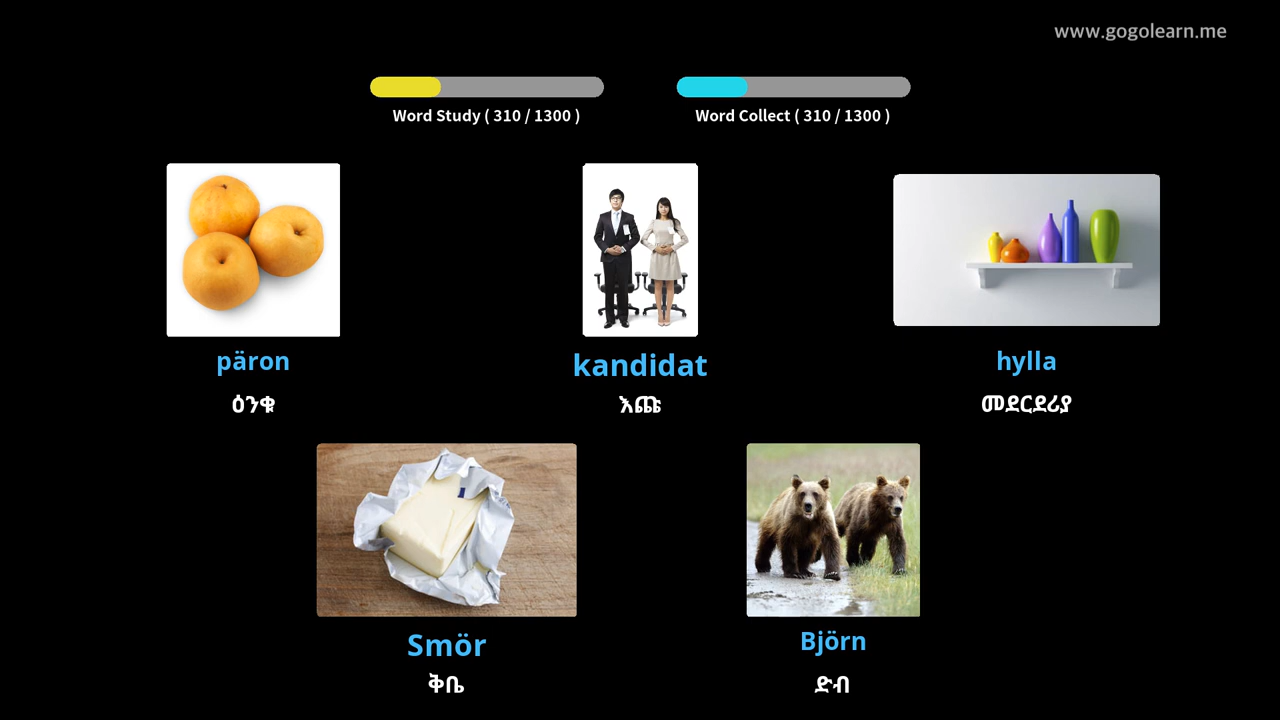 www.gogolearn.me
Word Study ( 310 / 1300 )
Word Collect ( 310 / 1300 )
päron
kandidat
hylla
ዕንቁ
እጩ
መደርደሪያ
Smör
Björn
ቅቤ
ድብ